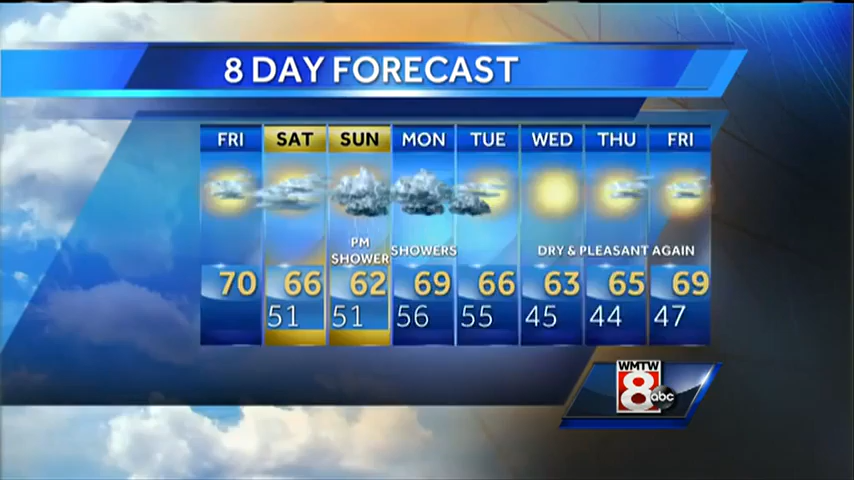 8 DAY FORECAST
FRI SAT SUN MON TUE WED THU FRI
PM
SHOWER
SHOWERS
DRY & PLEASANT AGAIN
70 66 62 69 66 63 65 69
51 51 56 55 45 44 47
WMTW
8
abc